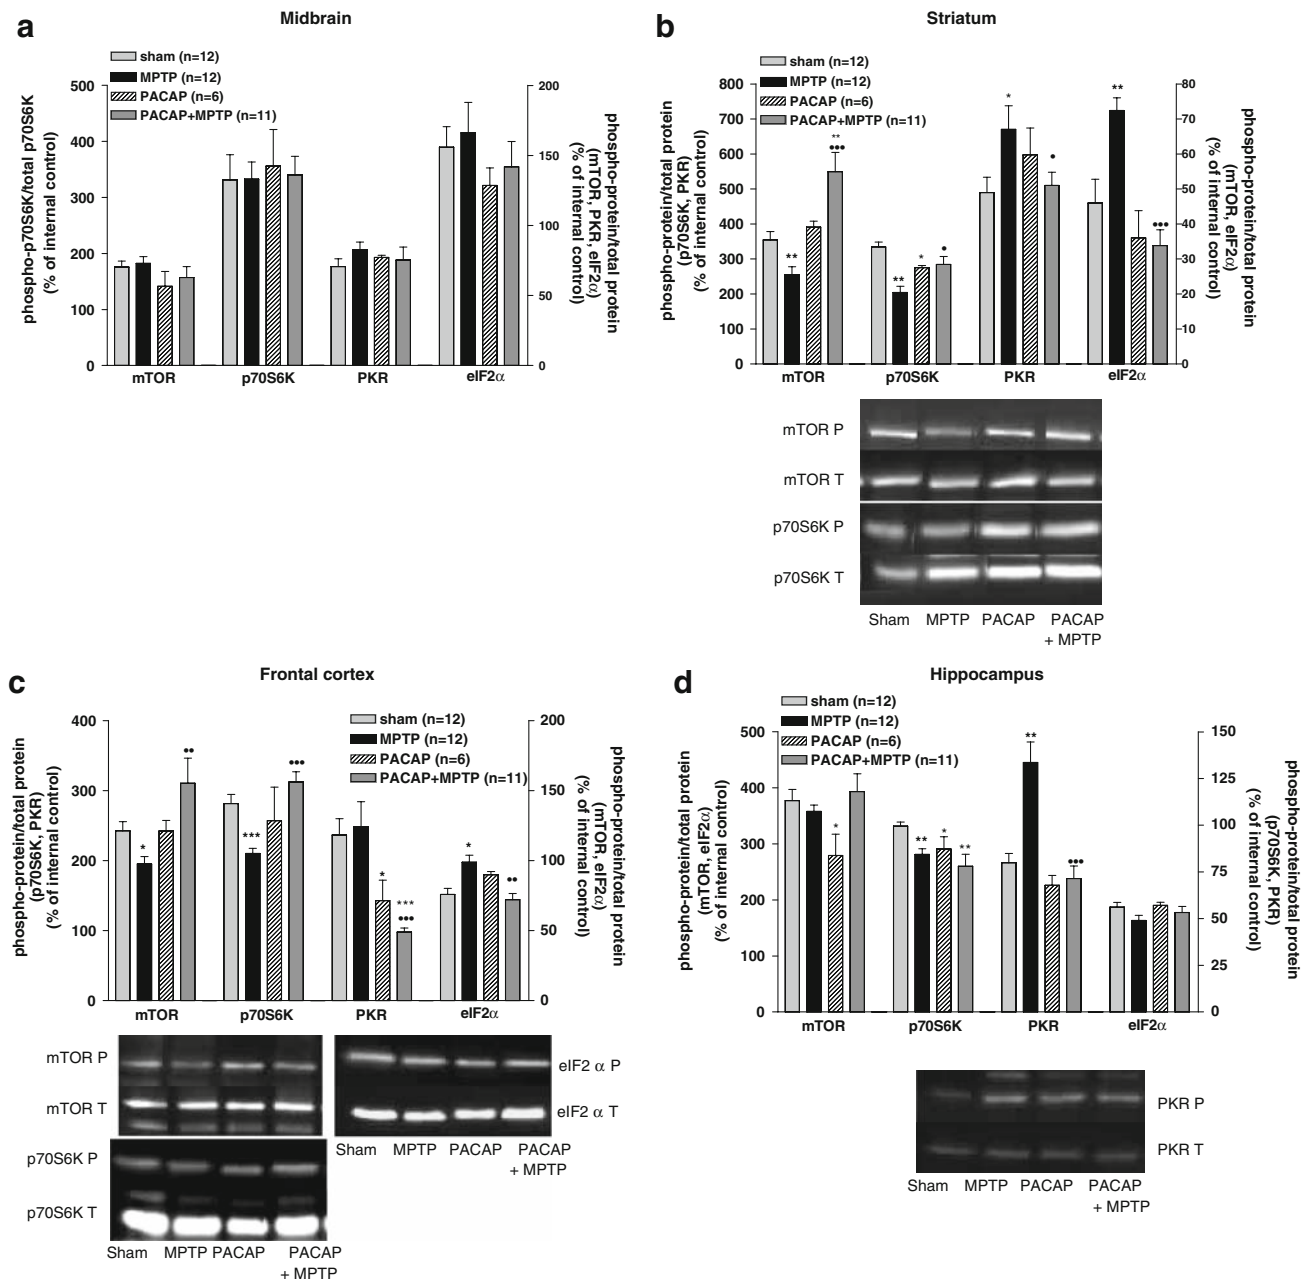 a
Midbrain
sham (n=12)
MPTP (n=12)
PACAP (n=6)
PACAP+MPTP (n=11)
phospho-p70S6K/total p70S6K
(% of internal control)
500
400
300
200
100
0
200
150
100
50
0
phospho-protein/total protein
(mTOR, PKR, eIF2α)
(% of internal control)
mTOR
p70S6K
PKR
eIF2α
b
Striatum
sham (n=12)
MPTP (n=12)
PACAP (n=6)
PACAP+MPTP (n=11)
phospho-protein/total protein
(p70S6K, PKR)
(% of internal control)
800
700
600
500
400
300
200
100
0
80
70
60
50
40
30
20
10
0
phospho-protein/total protein
(mTOR, eIF2α)
(% of internal control)
**
**
•••
**
*
•
*
•
**
•••
mTOR
p70S6K
PKR
eIF2α
mTOR P
mTOR T
p70S6K P
p70S6K T
Sham
MPTP
PACAP
PACAP
+ MPTP
c
Frontal cortex
sham (n=12)
MPTP (n=12)
PACAP (n=6)
PACAP+MPTP (n=11)
phospho-protein/total protein
(p70S6K, PKR)
(% of internal control)
400
300
200
100
0
200
150
100
50
0
phospho-protein/total protein
(mTOR, eIF2α)
(% of internal control)
*
••
***
•••
*
***
•••
*
••
mTOR
p70S6K
PKR
eIF2α
mTOR P
mTOR T
p70S6K P
p70S6K T
Sham
MPTP
PACAP
PACAP
+ MPTP
eIF2 α P
eIF2 α T
Sham
MPTP
PACAP
PACAP
+ MPTP
d
Hippocampus
sham (n=12)
MPTP (n=12)
PACAP (n=6)
PACAP+MPTP (n=11)
phospho-protein/total protein
(mTOR, eIF2α)
(% of internal control)
500
400
300
200
100
0
150
125
100
75
50
25
0
phospho-protein/total protein
(p70S6K, PKR)
(% of internal control)
*
**
*
**
**
•••
mTOR
p70S6K
PKR
eIF2α
PKR P
PKR T
Sham
MPTP
PACAP
PACAP
+ MPTP